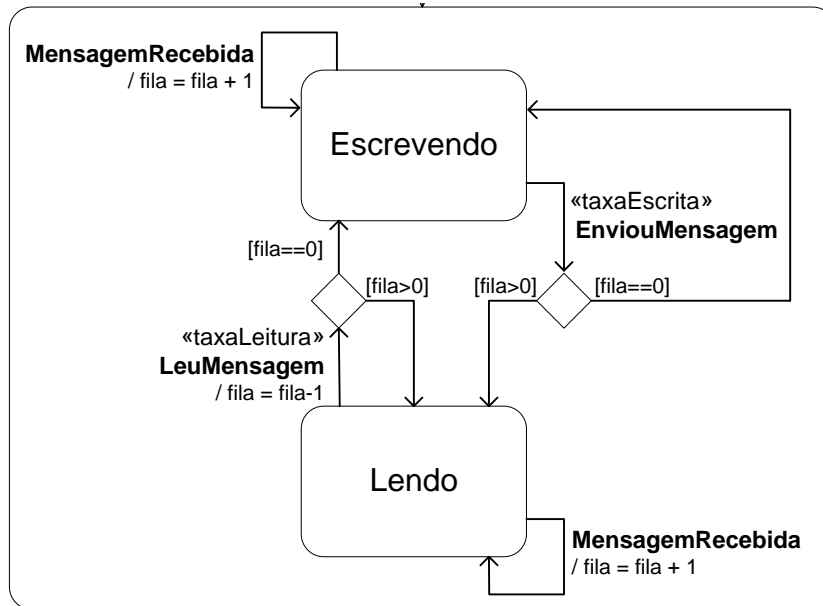 MensagemRecebida
/ fila = fila + 1
Escrevendo
«taxaEscrita»
EnviouMensagem
[fila==0]
[fila>0]
[fila>0]
[fila==0]
«taxaLeitura»
LeuMensagem
/ fila = fila-1
Lendo
MensagemRecebida
/ fila = fila + 1